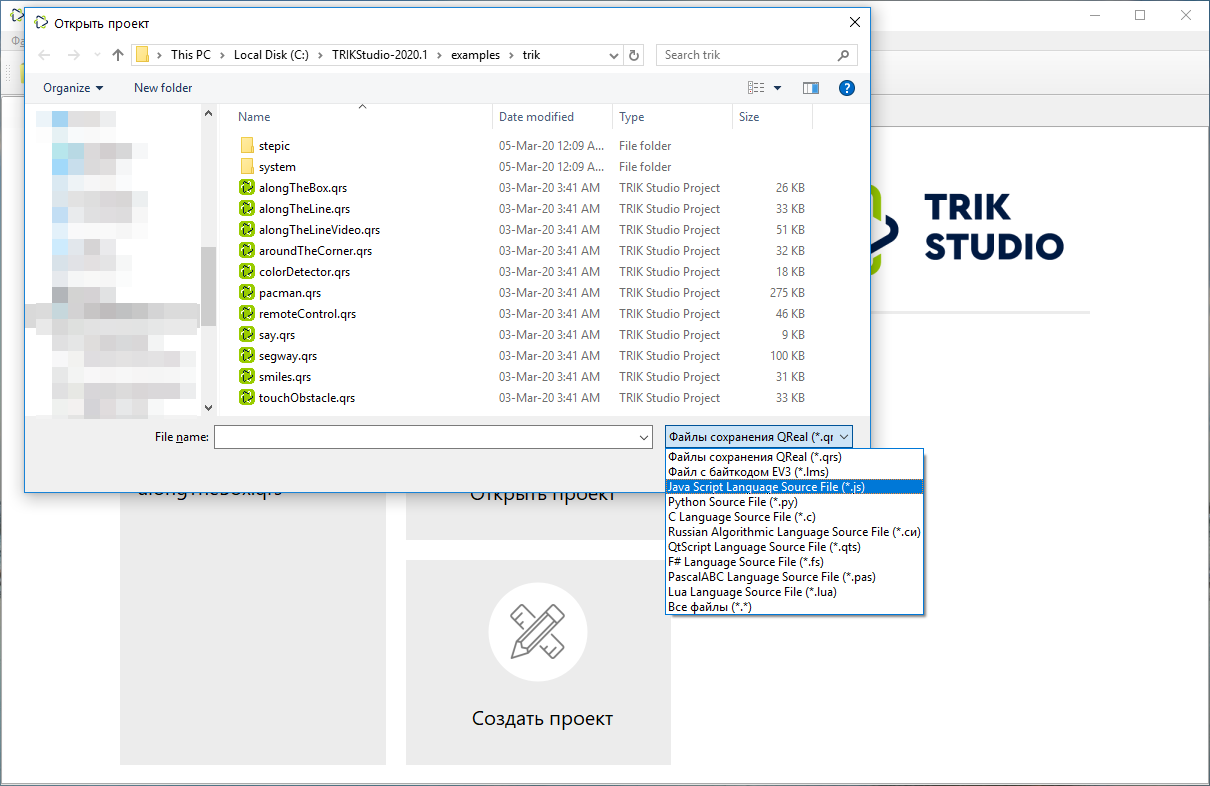 Открыть проект
This PC > Local Disk (C:) > TRIKStudio-2020.1 > examples > trik
Search trik
Organize
New folder
Name Date modified Type Size
stepic 05-Mar-20 12:09 A... File folder
system 05-Mar-20 12:09 A... File folder
alongTheBox.qrs 03-Mar-20 3:41 AM TRIK Studio Project 26 KB
alongTheLine.qrs 03-Mar-20 3:41 AM TRIK Studio Project 33 KB
alongTheLineVideo.qrs 03-Mar-20 3:41 AM TRIK Studio Project 51 KB
aroundTheCorner.qrs 03-Mar-20 3:41 AM TRIK Studio Project 32 KB
colorDetector.qrs 03-Mar-20 3:41 AM TRIK Studio Project 18 KB
pacman.qrs 03-Mar-20 3:41 AM TRIK Studio Project 275 KB
remoteControl.qrs 03-Mar-20 3:41 AM TRIK Studio Project 46 KB
say.qrs 03-Mar-20 3:41 AM TRIK Studio Project 9 KB
segway.qrs 03-Mar-20 3:41 AM TRIK Studio Project 100 KB
smiles.qrs 03-Mar-20 3:41 AM TRIK Studio Project 31 KB
touchObstacle.qrs 03-Mar-20 3:41 AM TRIK Studio Project 33 KB
File name:
Файлы сохранения QReal (*.qr
Файлы сохранения QReal (*.qrs)
Файл с байткодом EV3 (*.lms)
Java Script Language Source File (*.js)
Python Source File (*.py)
C Language Source File (*.c)
Russian Algorithmic Language Source File (*.си)
QtScript Language Source File (*.qts)
F# Language Source File (*.fs)
PascalABC Language Source File (*.pas)
Lua Language Source File (*.lua)
Все файлы (*.*)
TRIK
STUDIO
alongTheBox.qrs
Открыть проект
Создать проект